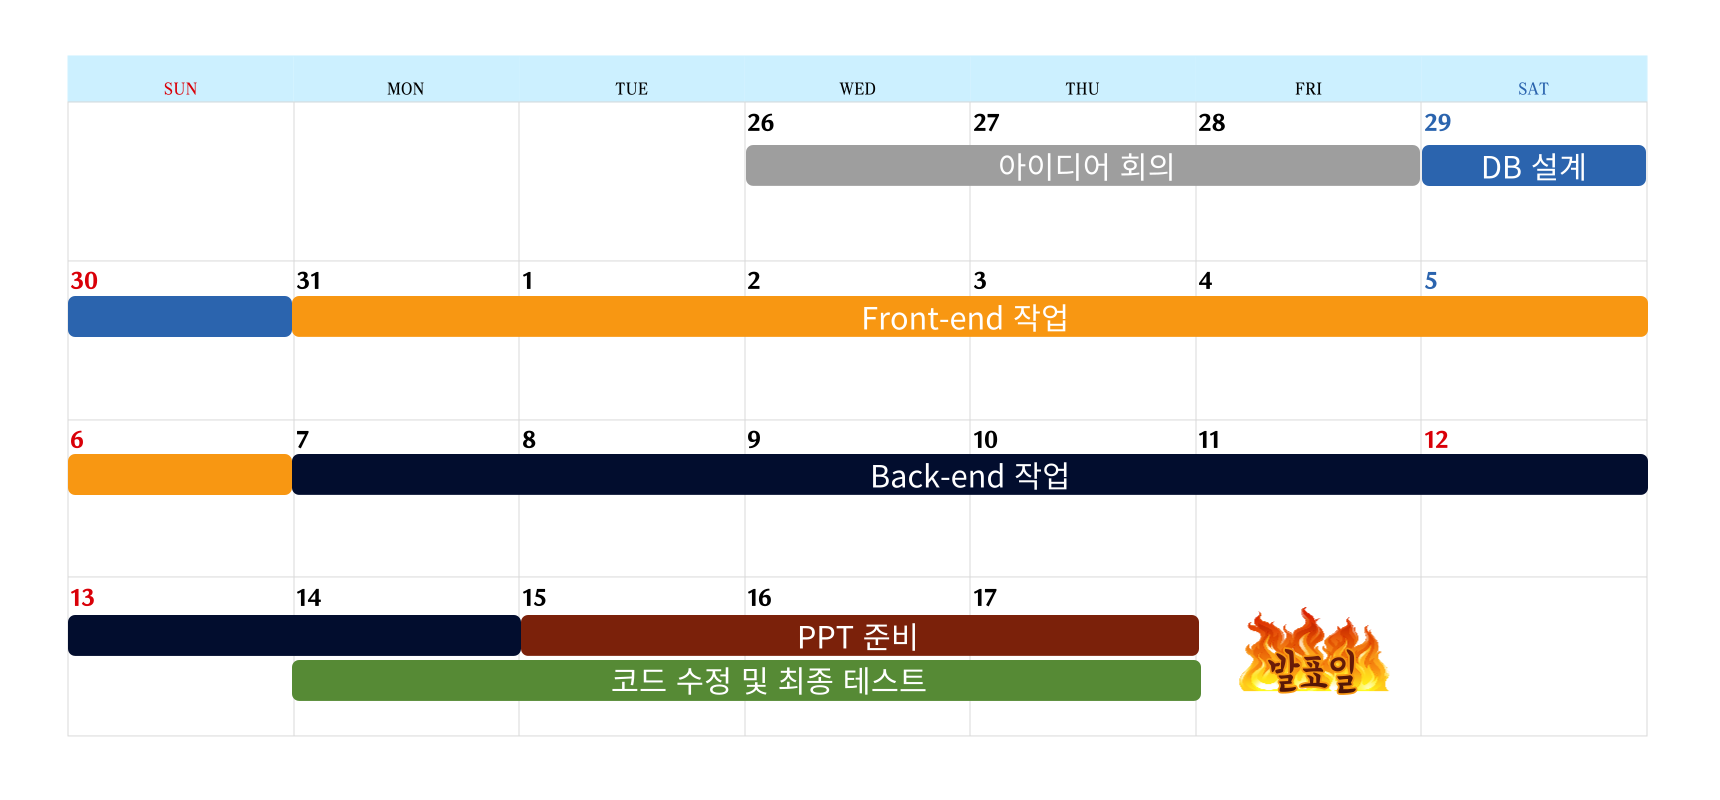 SUN MON TUE WED THU FRI SAT
26 27 28 29
아이디어 회의 DB 설계
30 31 1 2 3 4 5
Front-end 작업
6 7 8 9 10 11 12
Back-end 작업
13 14 15 16 17
PPT 준비
코드 수정 및 최종 테스트
발표일